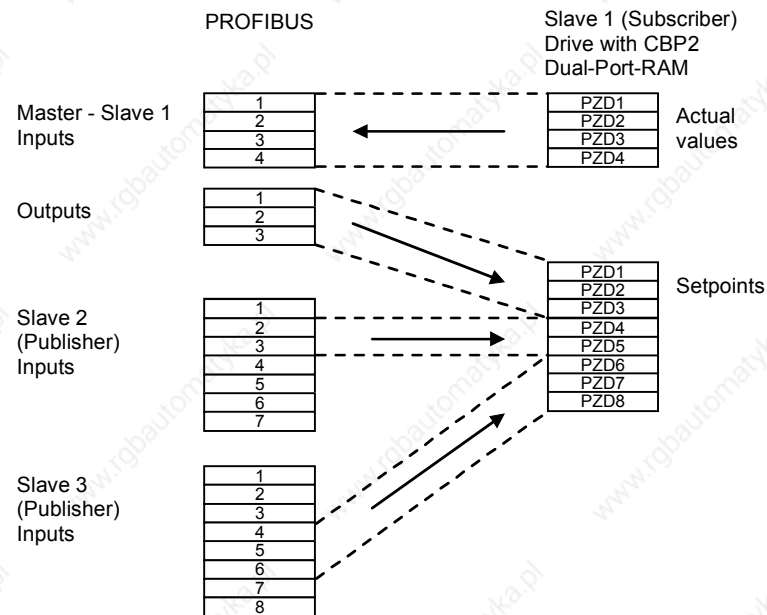 PROFIBUS
Slave 1 (Subscriber)
Drive with CBP2
Dual-Port-RAM
Master - Slave 1
Inputs
1
2
3
4
PZD1
PZD2
PZD3
PZD4
Actual
values
Outputs
1
2
3
PZD1
PZD2
PZD3
PZD4
PZD5
PZD6
PZD7
PZD8
Setpoints
Slave 2
(Publisher)
Inputs
1
2
3
4
5
6
7
Slave 3
(Publisher)
Inputs
1
2
3
4
5
6
7
8
www.rgbautomatyka.pl